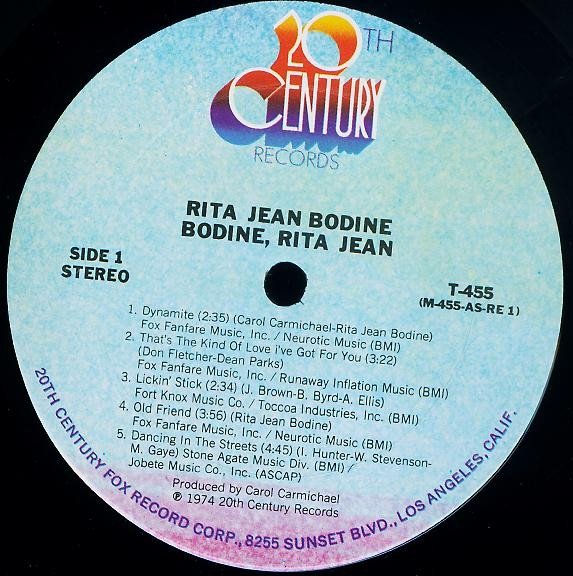 20TH
CENTURY
RECORDS
RITA JEAN BODINE
BODINE, RITA JEAN
SIDE 1
STEREO
T-455
(M-455-AS-RE 1)
1. Dynamite (2:35) (Carol Carmichael-Rita Jean Bodine)
Fox Fanfare Music, Inc. / Neurotic Music (BMI)
2. That's The Kind Of Love i've Got For You (3:22)
(Don Fletcher-Dean Parks)
Fox Fanfare Music, Inc. / Runaway Inflation Music (BMI)
3. Lickin' Stick (2:34) (J. Brown-B. Byrd-A. Ellis)
Fort Knox Music Co. / Toccoa Industries, Inc. (BMI)
4. Old Friend (3:56) (Rita Jean Bodine)
Fox Fanfare Music, Inc. / Neurotic Music (BMI)
5. Dancing In The Streets (4:45) (I. Hunter-W. Stevenson-
M. Gaye) Stone Agate Music Div. (BMI) /
Jobete Music Co., Inc. (ASCAP)
Produced by Carol Carmichael
℗ 1974 20th Century Records
20TH CENTURY FOX RECORD CORP., 8255 SUNSET BLVD., LOS ANGELES, CALIF.